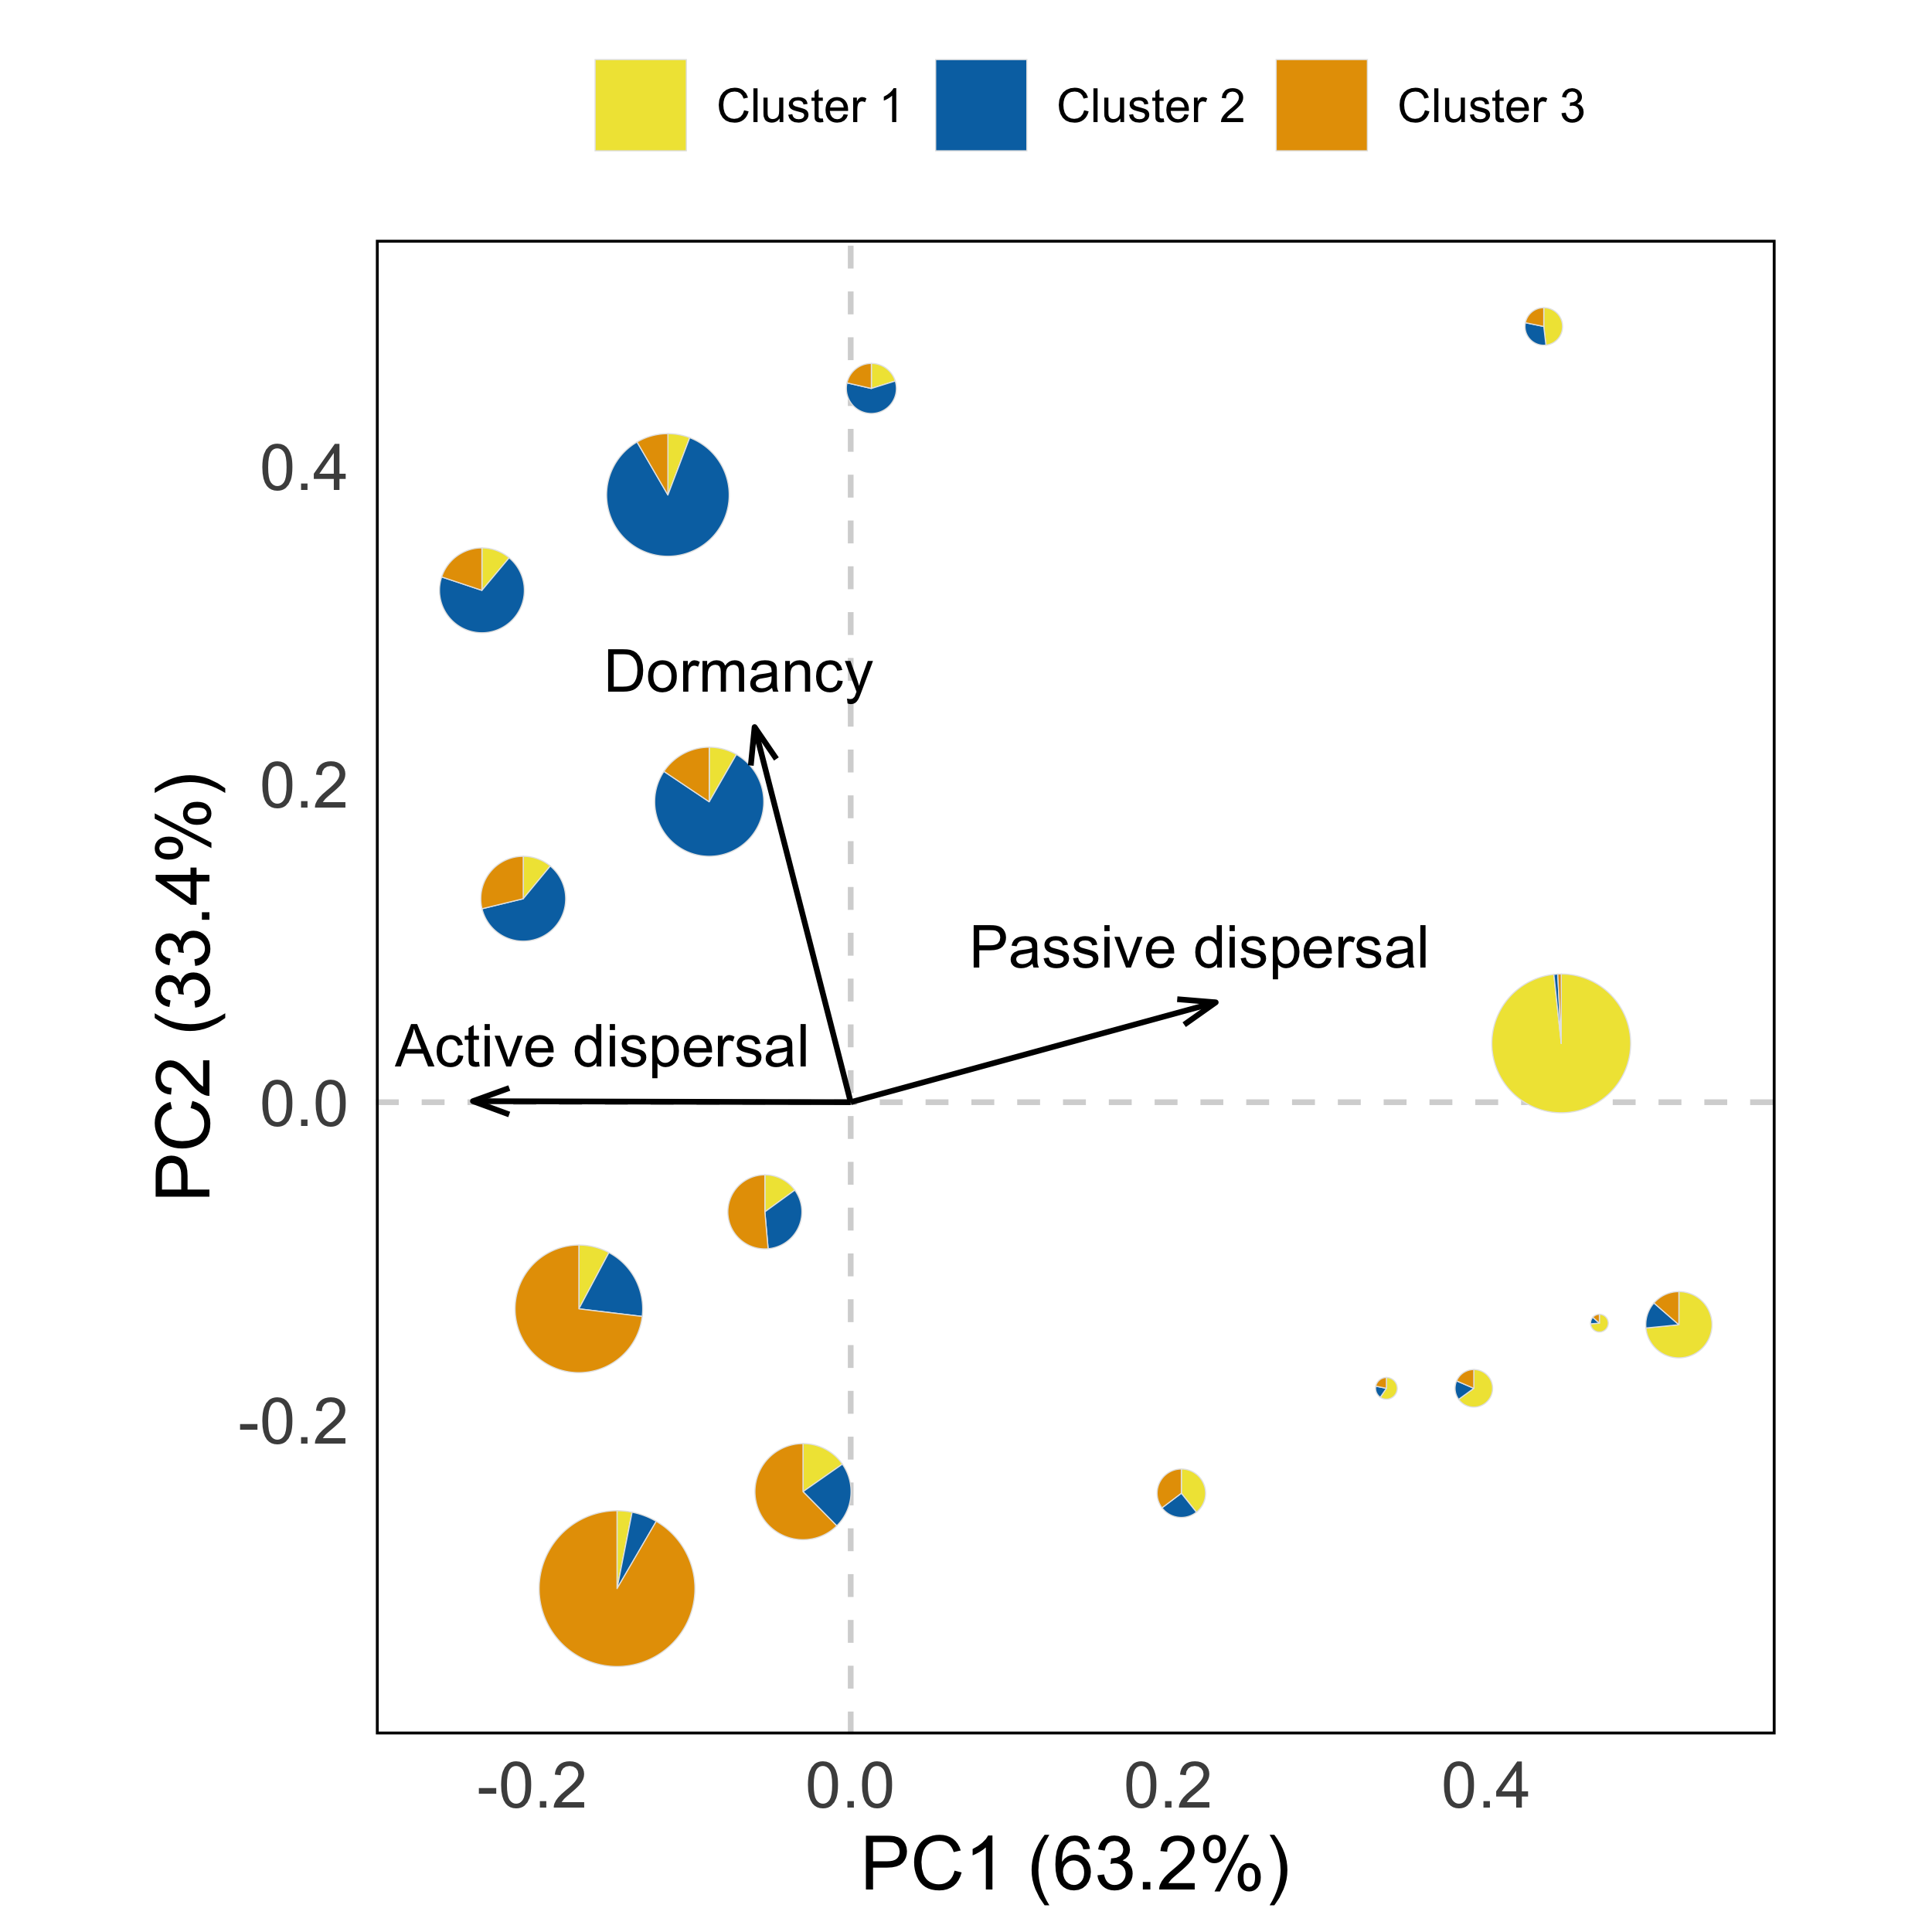 Cluster 1
Cluster 2
Cluster 3
0.4
Dormancy
0.2
Passive dispersal
Active dispersal
0.0
-0.2
PC2 (33.4%)
-0.2
0.0
0.2
0.4
PC1 (63.2%)